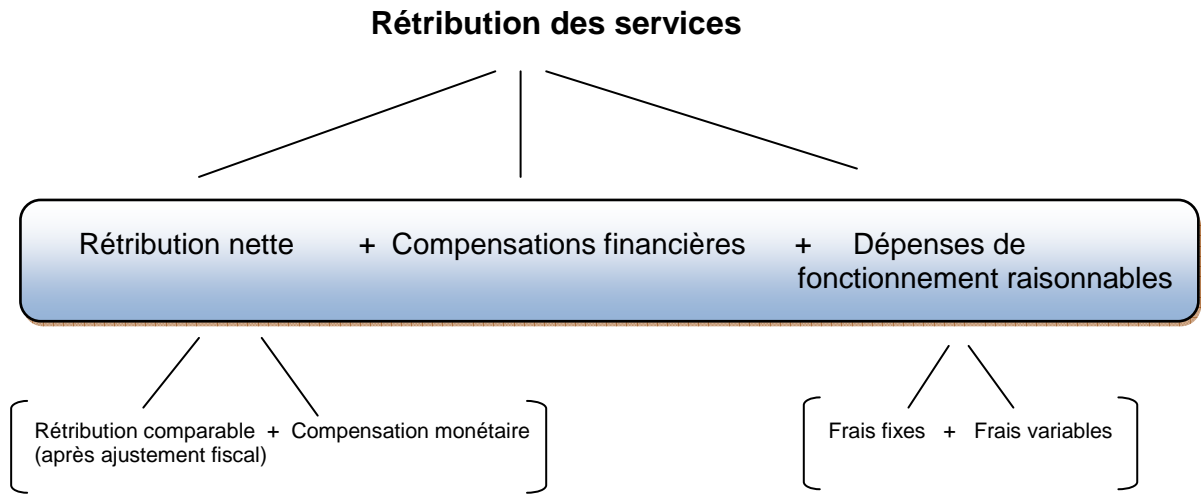 Rétribution des services
Rétribution nette + Compensations financières + Dépenses de
fonctionnement raisonnables
Rétribution comparable + Compensation monétaire
(après ajustement fiscal)
Frais fixes + Frais variables